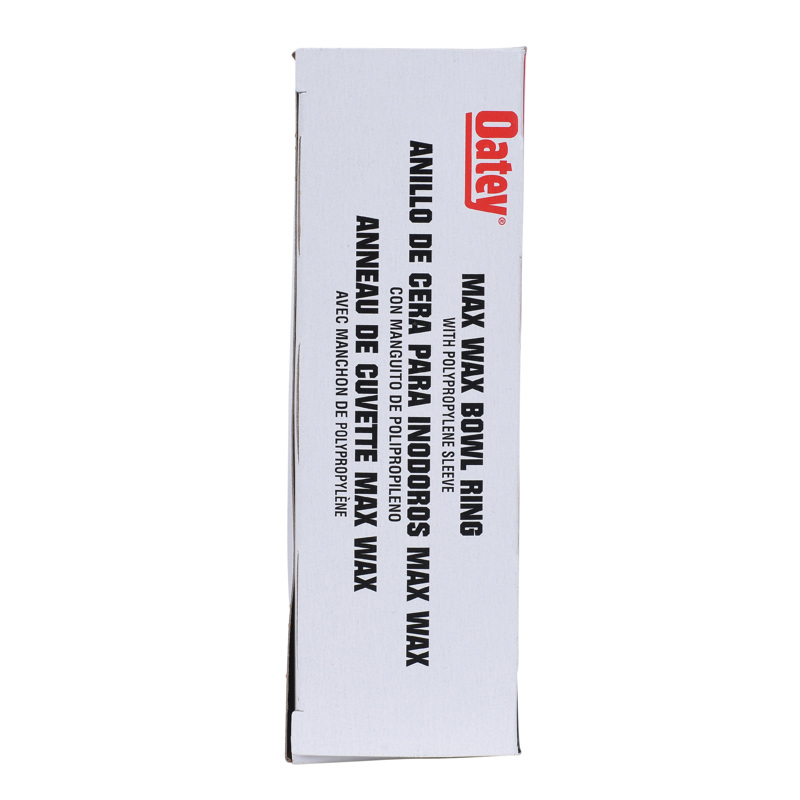 Oatey®
MAX WAX BOWL RING
WITH POLYPROPYLENE SLEEVE
ANILLO DE CERA PARA INODOROS MAX WAX
CON MANGUITO DE POLIPROPILENO
ANNEAU DE CUVETTE MAX WAX
AVEC MANCHON DE POLYPROPYLÈNE